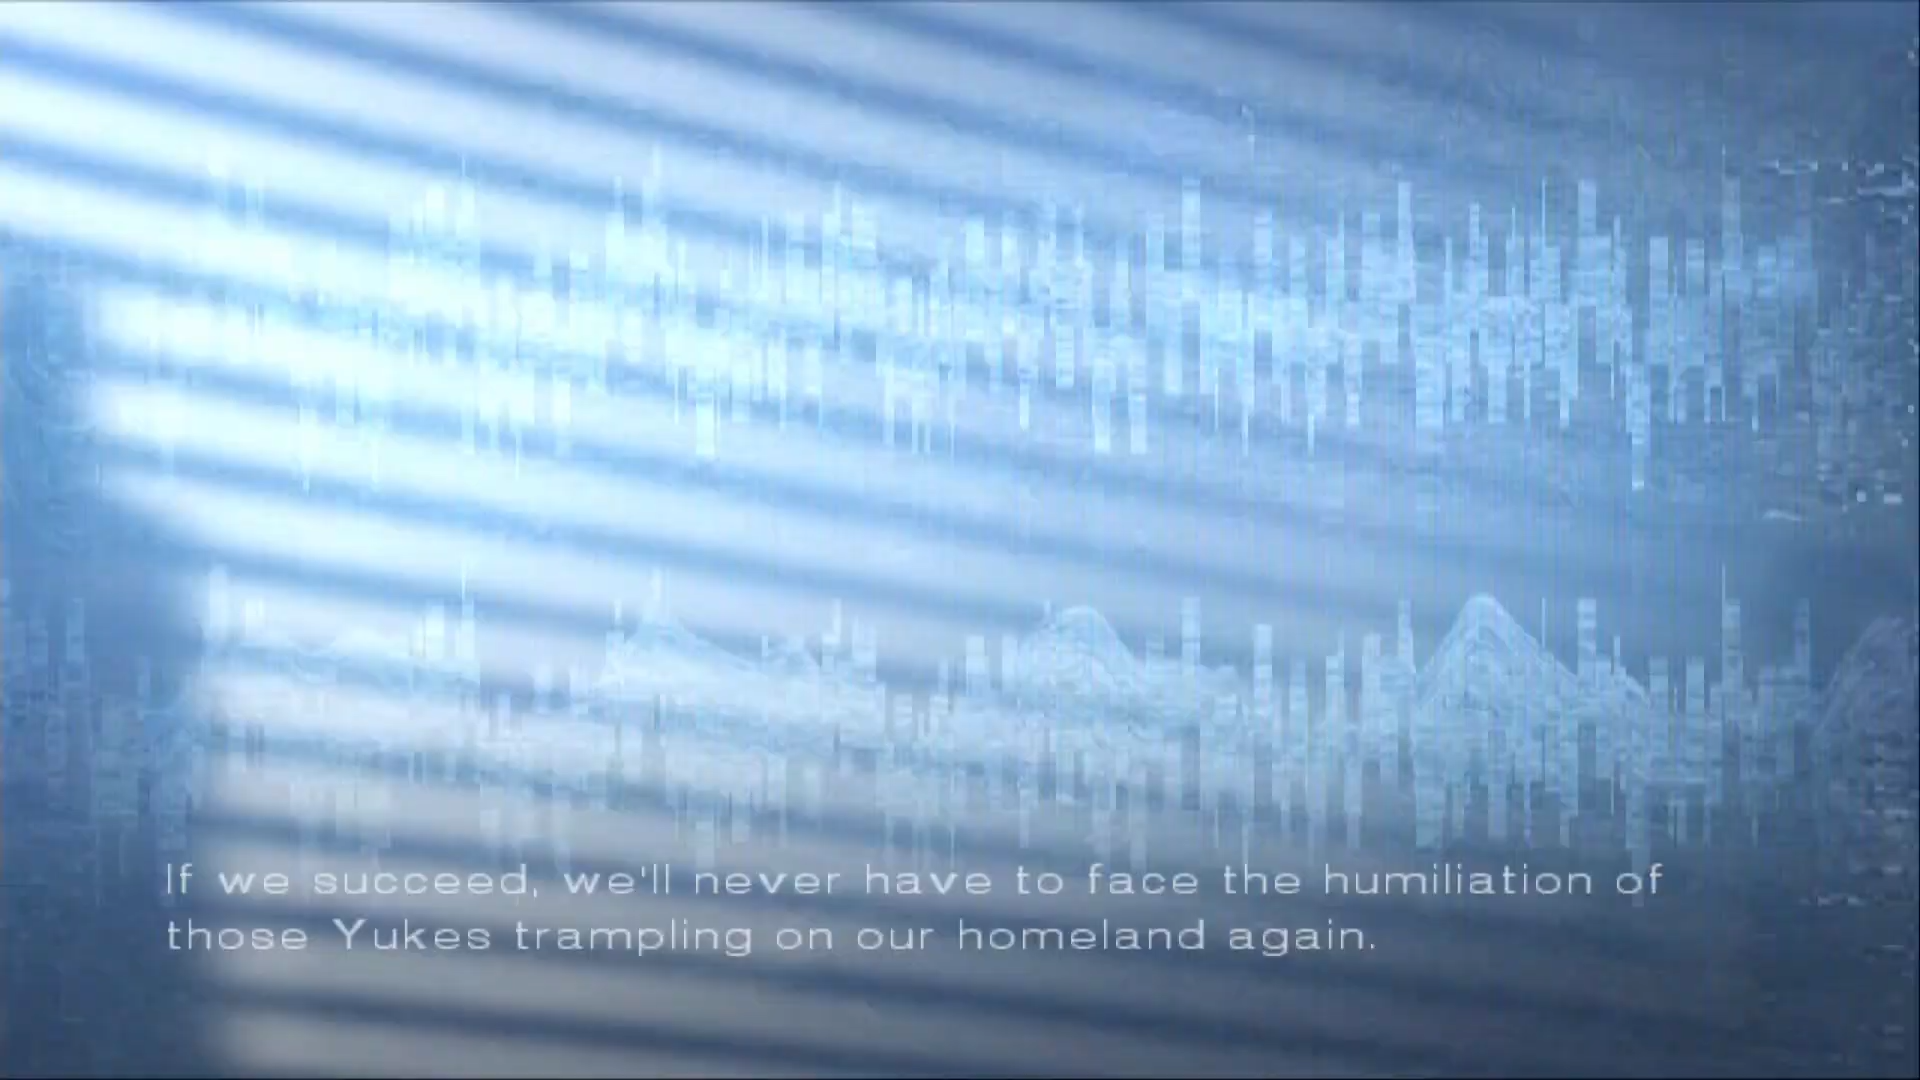 If we succeed, we'll never have to face the humiliation of
those Yukes trampling on our homeland again.